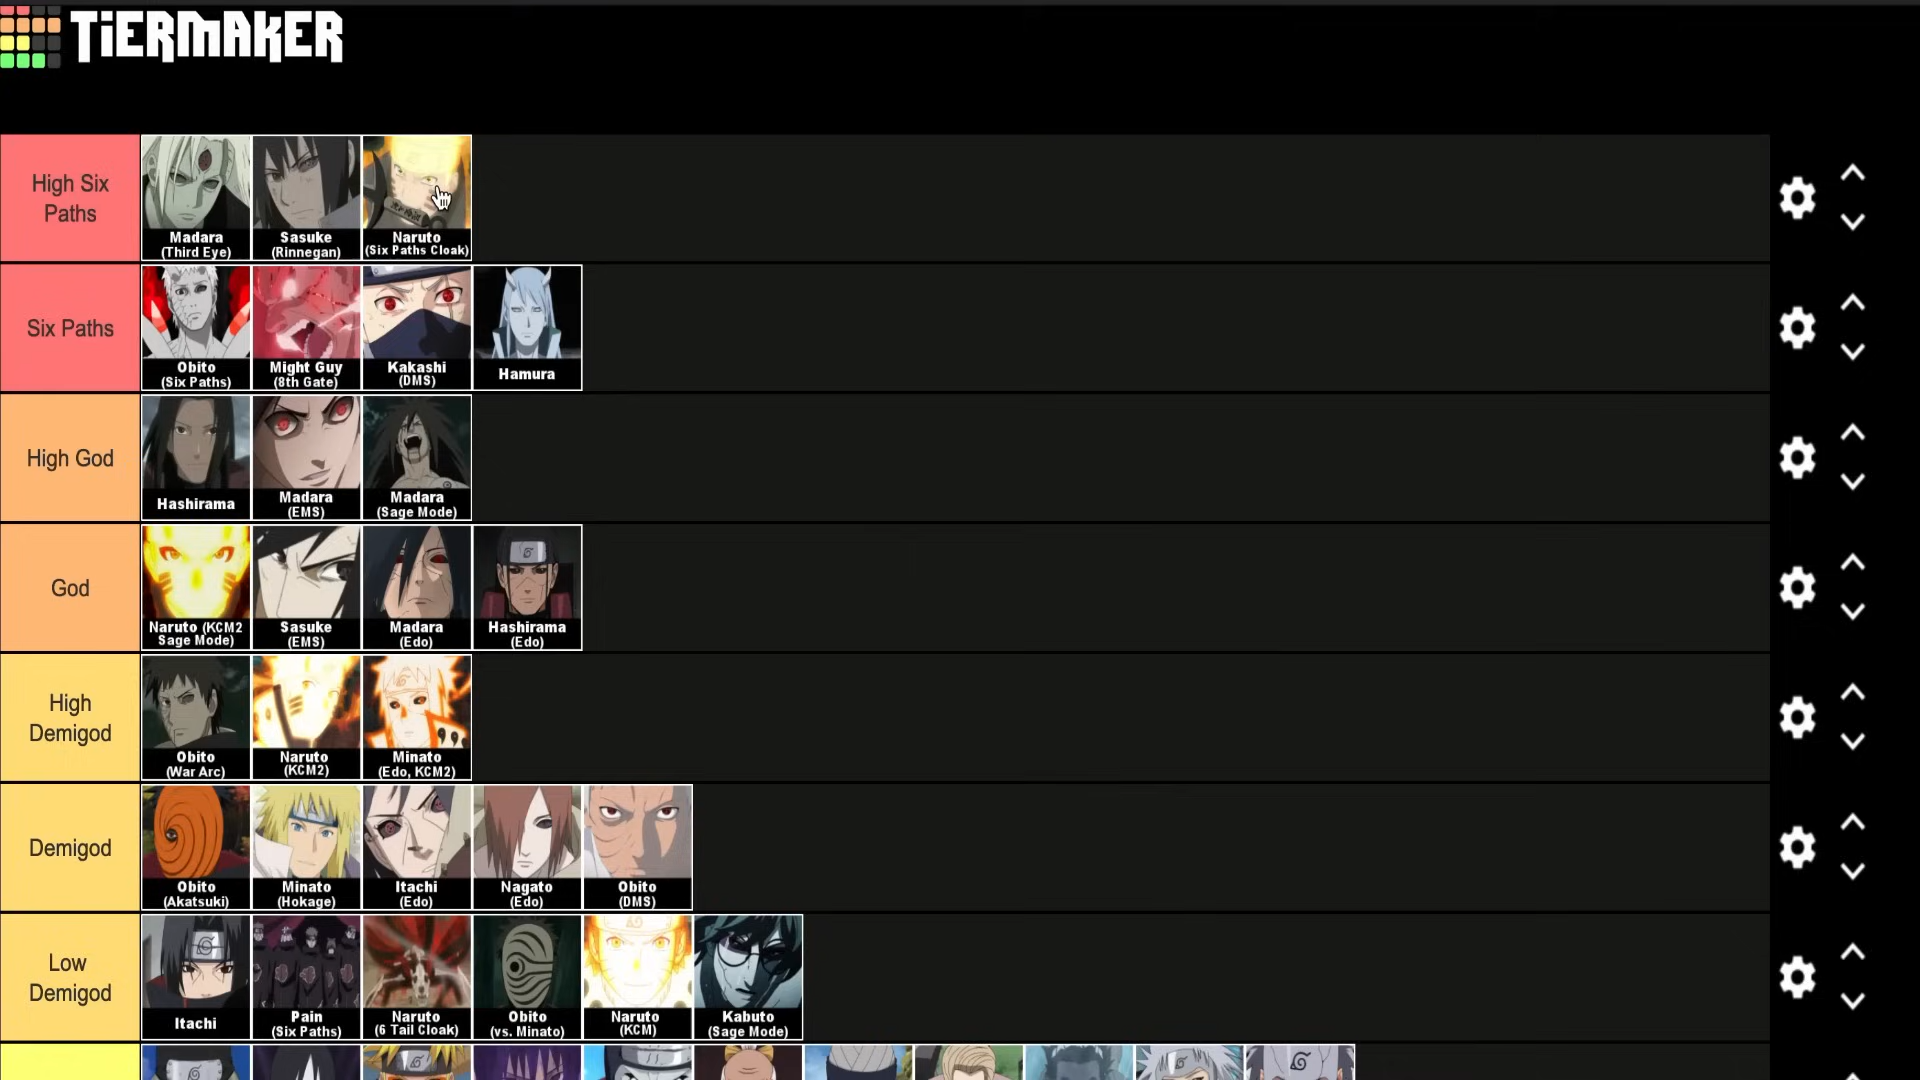 TiERMAKER
High Six
Paths
Madara
(Third Eye)
Sasuke
(Rinnegan)
Naruto
(Six Paths Cloak)
Six Paths
Obito
(Six Paths)
Might Guy
(8th Gate)
Kakashi
(DMS)
Hamura
High God
Hashirama
Madara
(EMS)
Madara
(Sage Mode)
God
Naruto (KCM2
Sage Mode)
Sasuke
(EMS)
Madara
(Edo)
Hashirama
(Edo)
High
Demigod
Obito
(War Arc)
Naruto
(KCM2)
Minato
(Edo, KCM2)
Demigod
Obito
(Akatsuki)
Minato
(Hokage)
Itachi
(Edo)
Nagato
(Edo)
Obito
(DMS)
Low
Demigod
Itachi
Pain
(Six Paths)
Naruto
(6 Tail Cloak)
Obito
(vs. Minato)
Naruto
(KCM)
Kabuto
(Sage Mode)